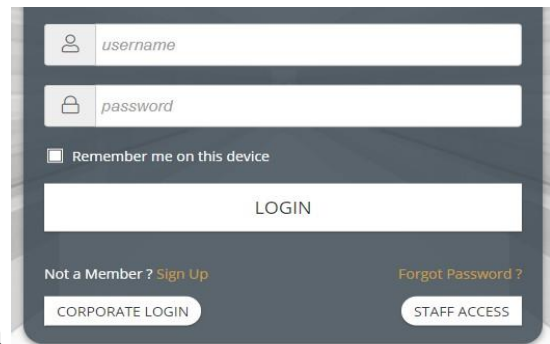 username
password
Remember me on this device
LOGIN
Not a Member ? Sign Up Forgot Password ?
CORPORATE LOGIN STAFF ACCESS